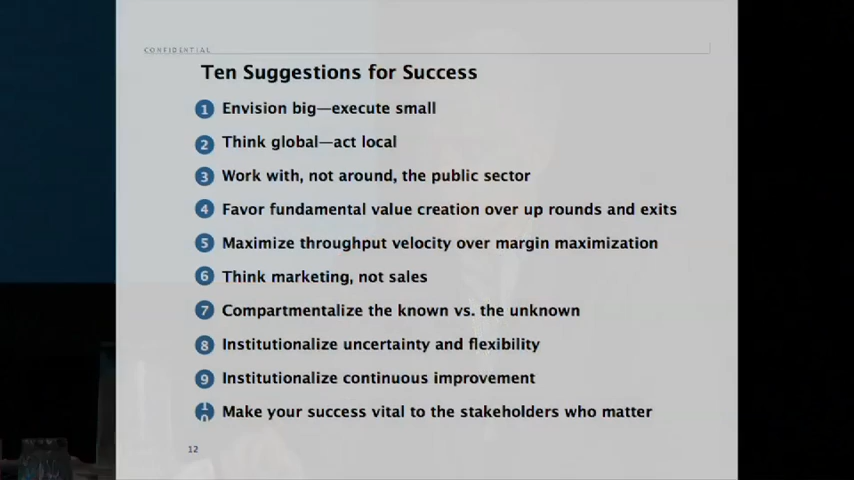 CONFIDENTIAL
Ten Suggestions for Success
1 Envision big—execute small
2 Think global—act local
3 Work with, not around, the public sector
4 Favor fundamental value creation over up rounds and exits
5 Maximize throughput velocity over margin maximization
6 Think marketing, not sales
7 Compartmentalize the known vs. the unknown
8 Institutionalize uncertainty and flexibility
9 Institutionalize continuous improvement
10 Make your success vital to the stakeholders who matter
12